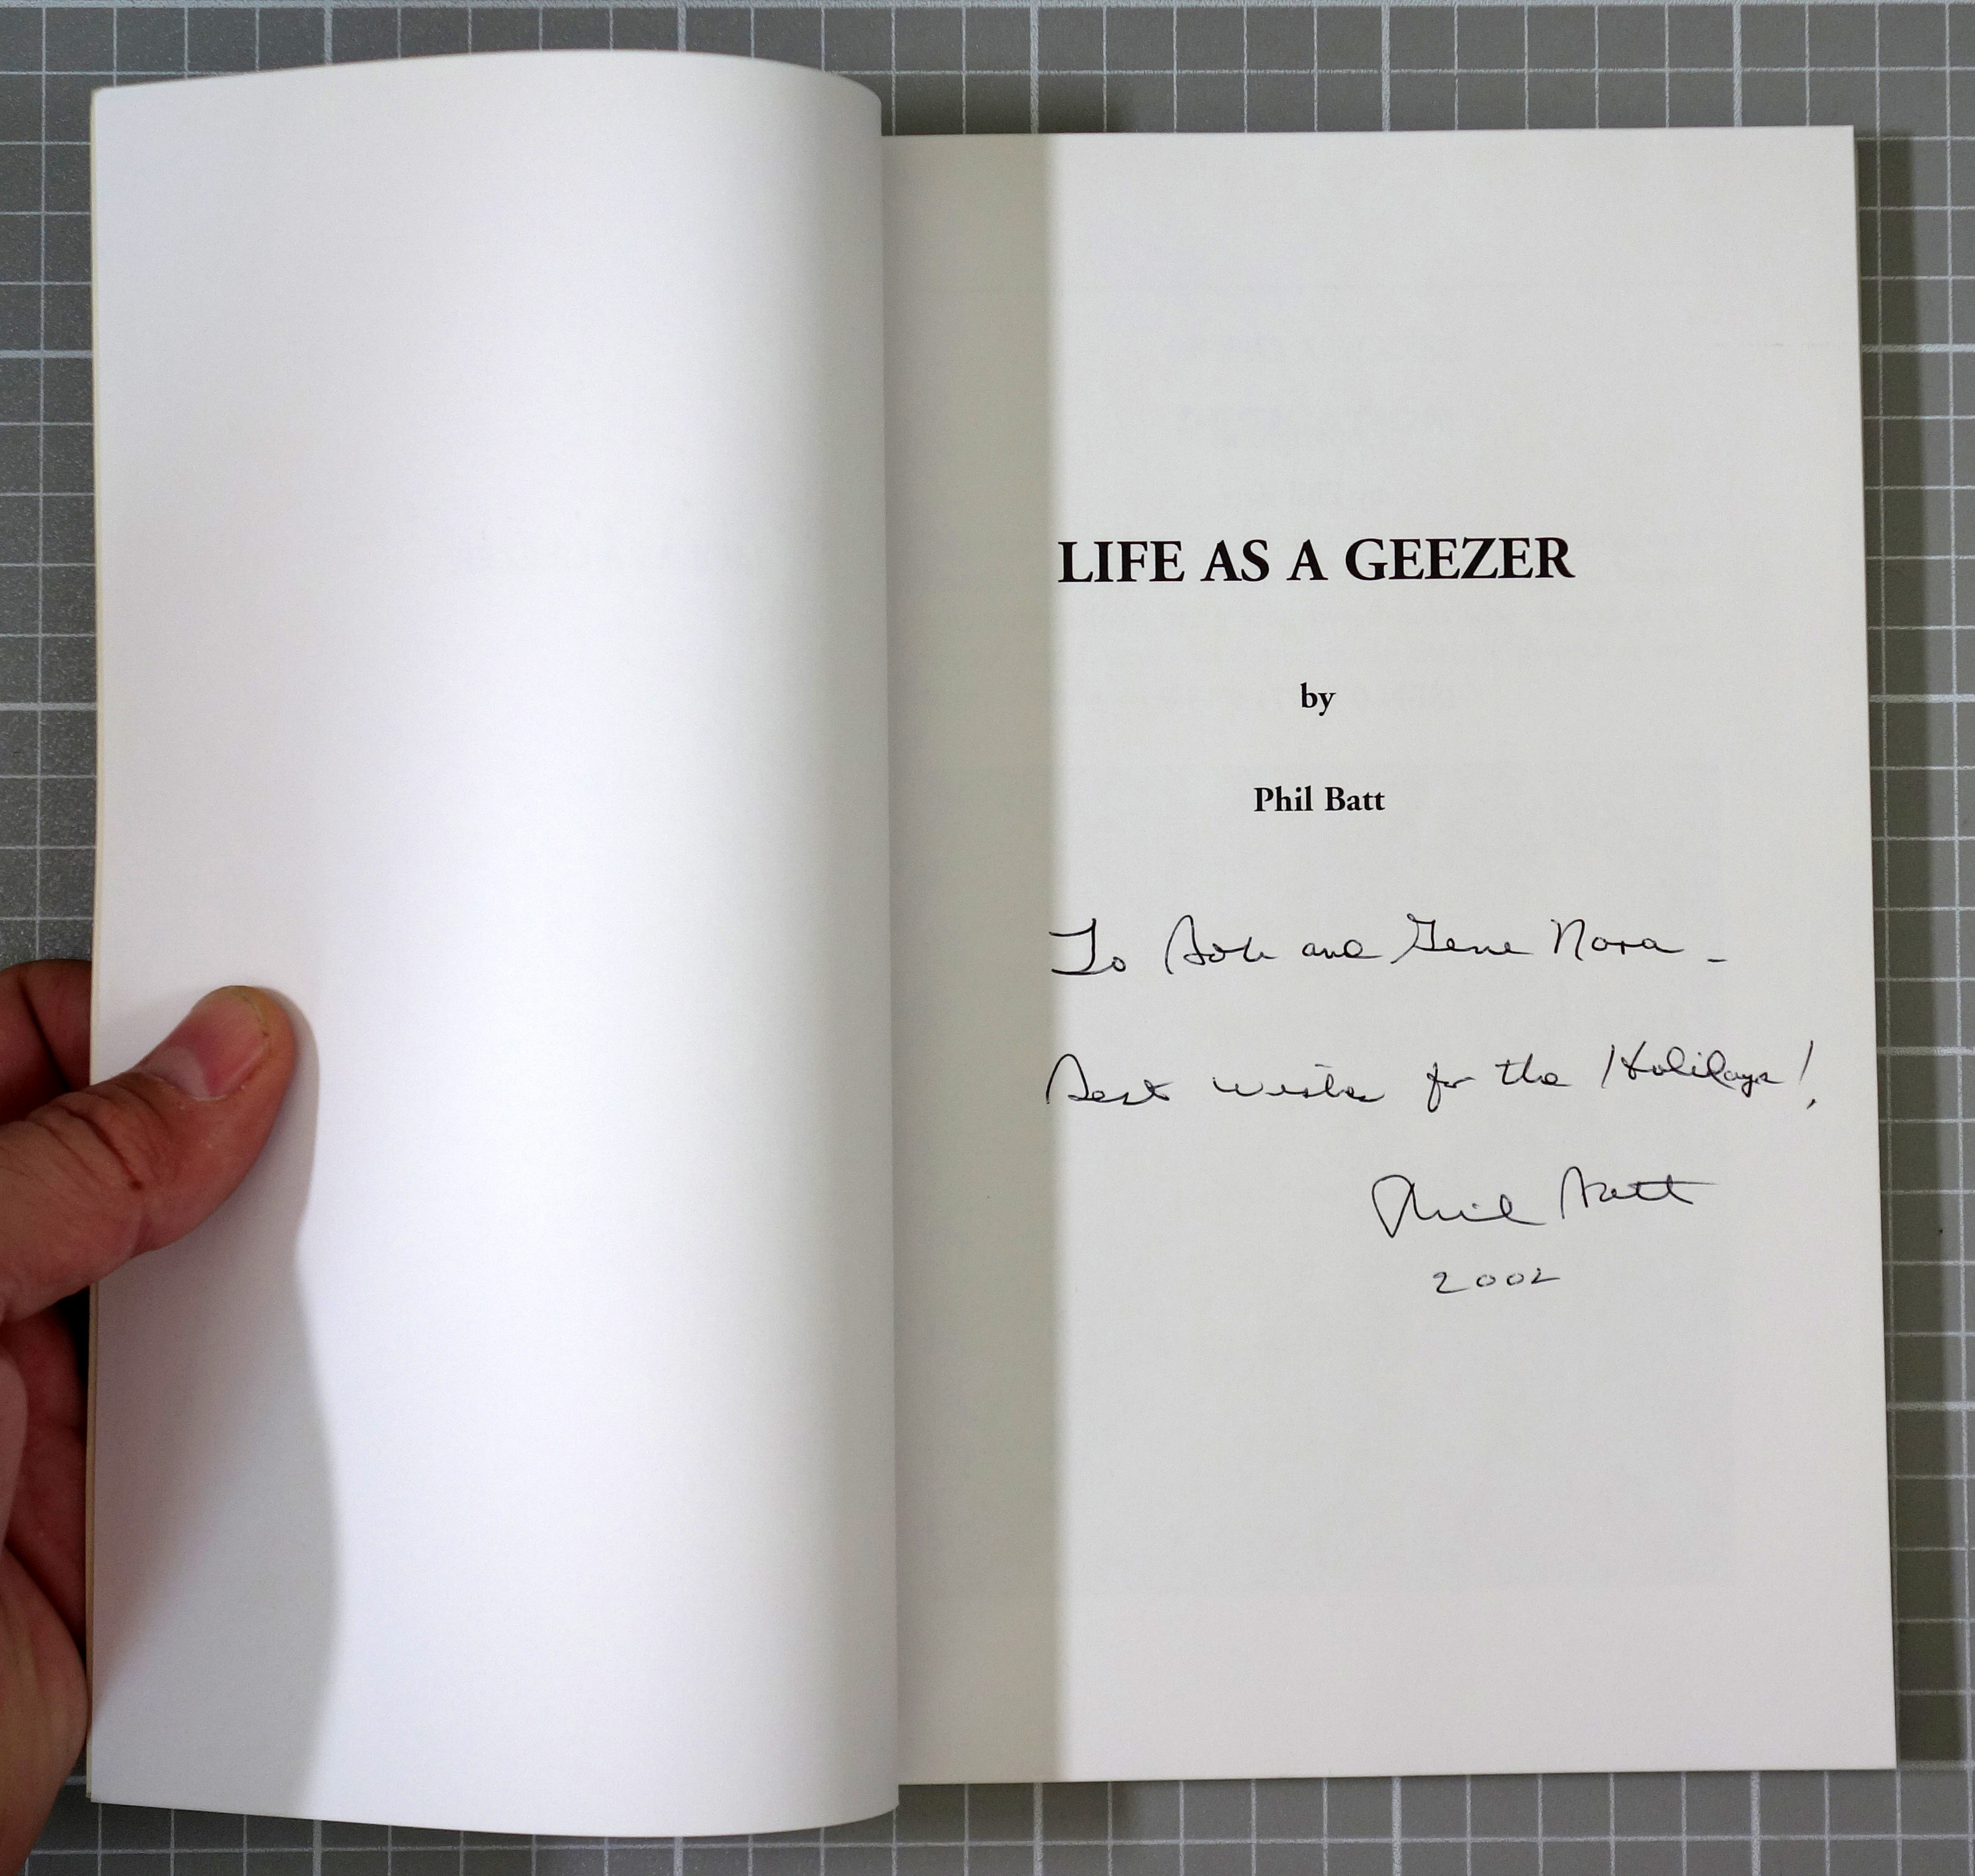 LIFE AS A GEEZER
by
Phil Batt
To Bob and Gene Nora -
Best wishes for the Holidays!
Phil Batt
2002